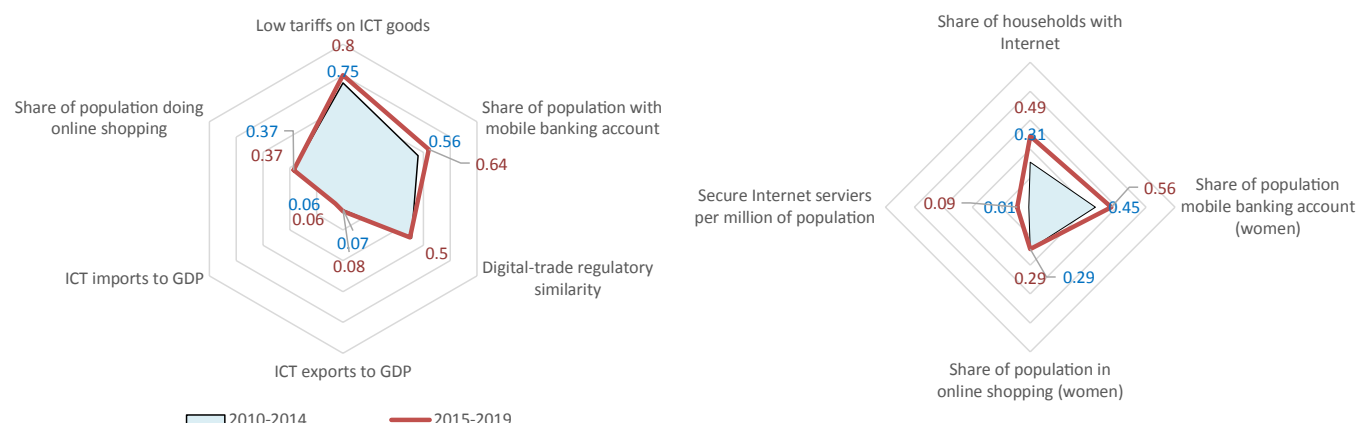 Low tariffs on ICT goods
0.8
0.75
Share of population with
mobile banking account
0.56
0.64
Digital-trade regulatory
similarity
0.5
ICT exports to GDP
0.07
0.08
ICT imports to GDP
0.06
0.06
Share of population doing
online shopping
0.37
0.37
2010-2014
2015-2019
Share of households with
Internet
0.49
0.31
Share of population
mobile banking account
(women)
0.56
0.45
Share of population in
online shopping (women)
0.29
0.29
Secure Internet serviers
per million of population
0.09
0.01